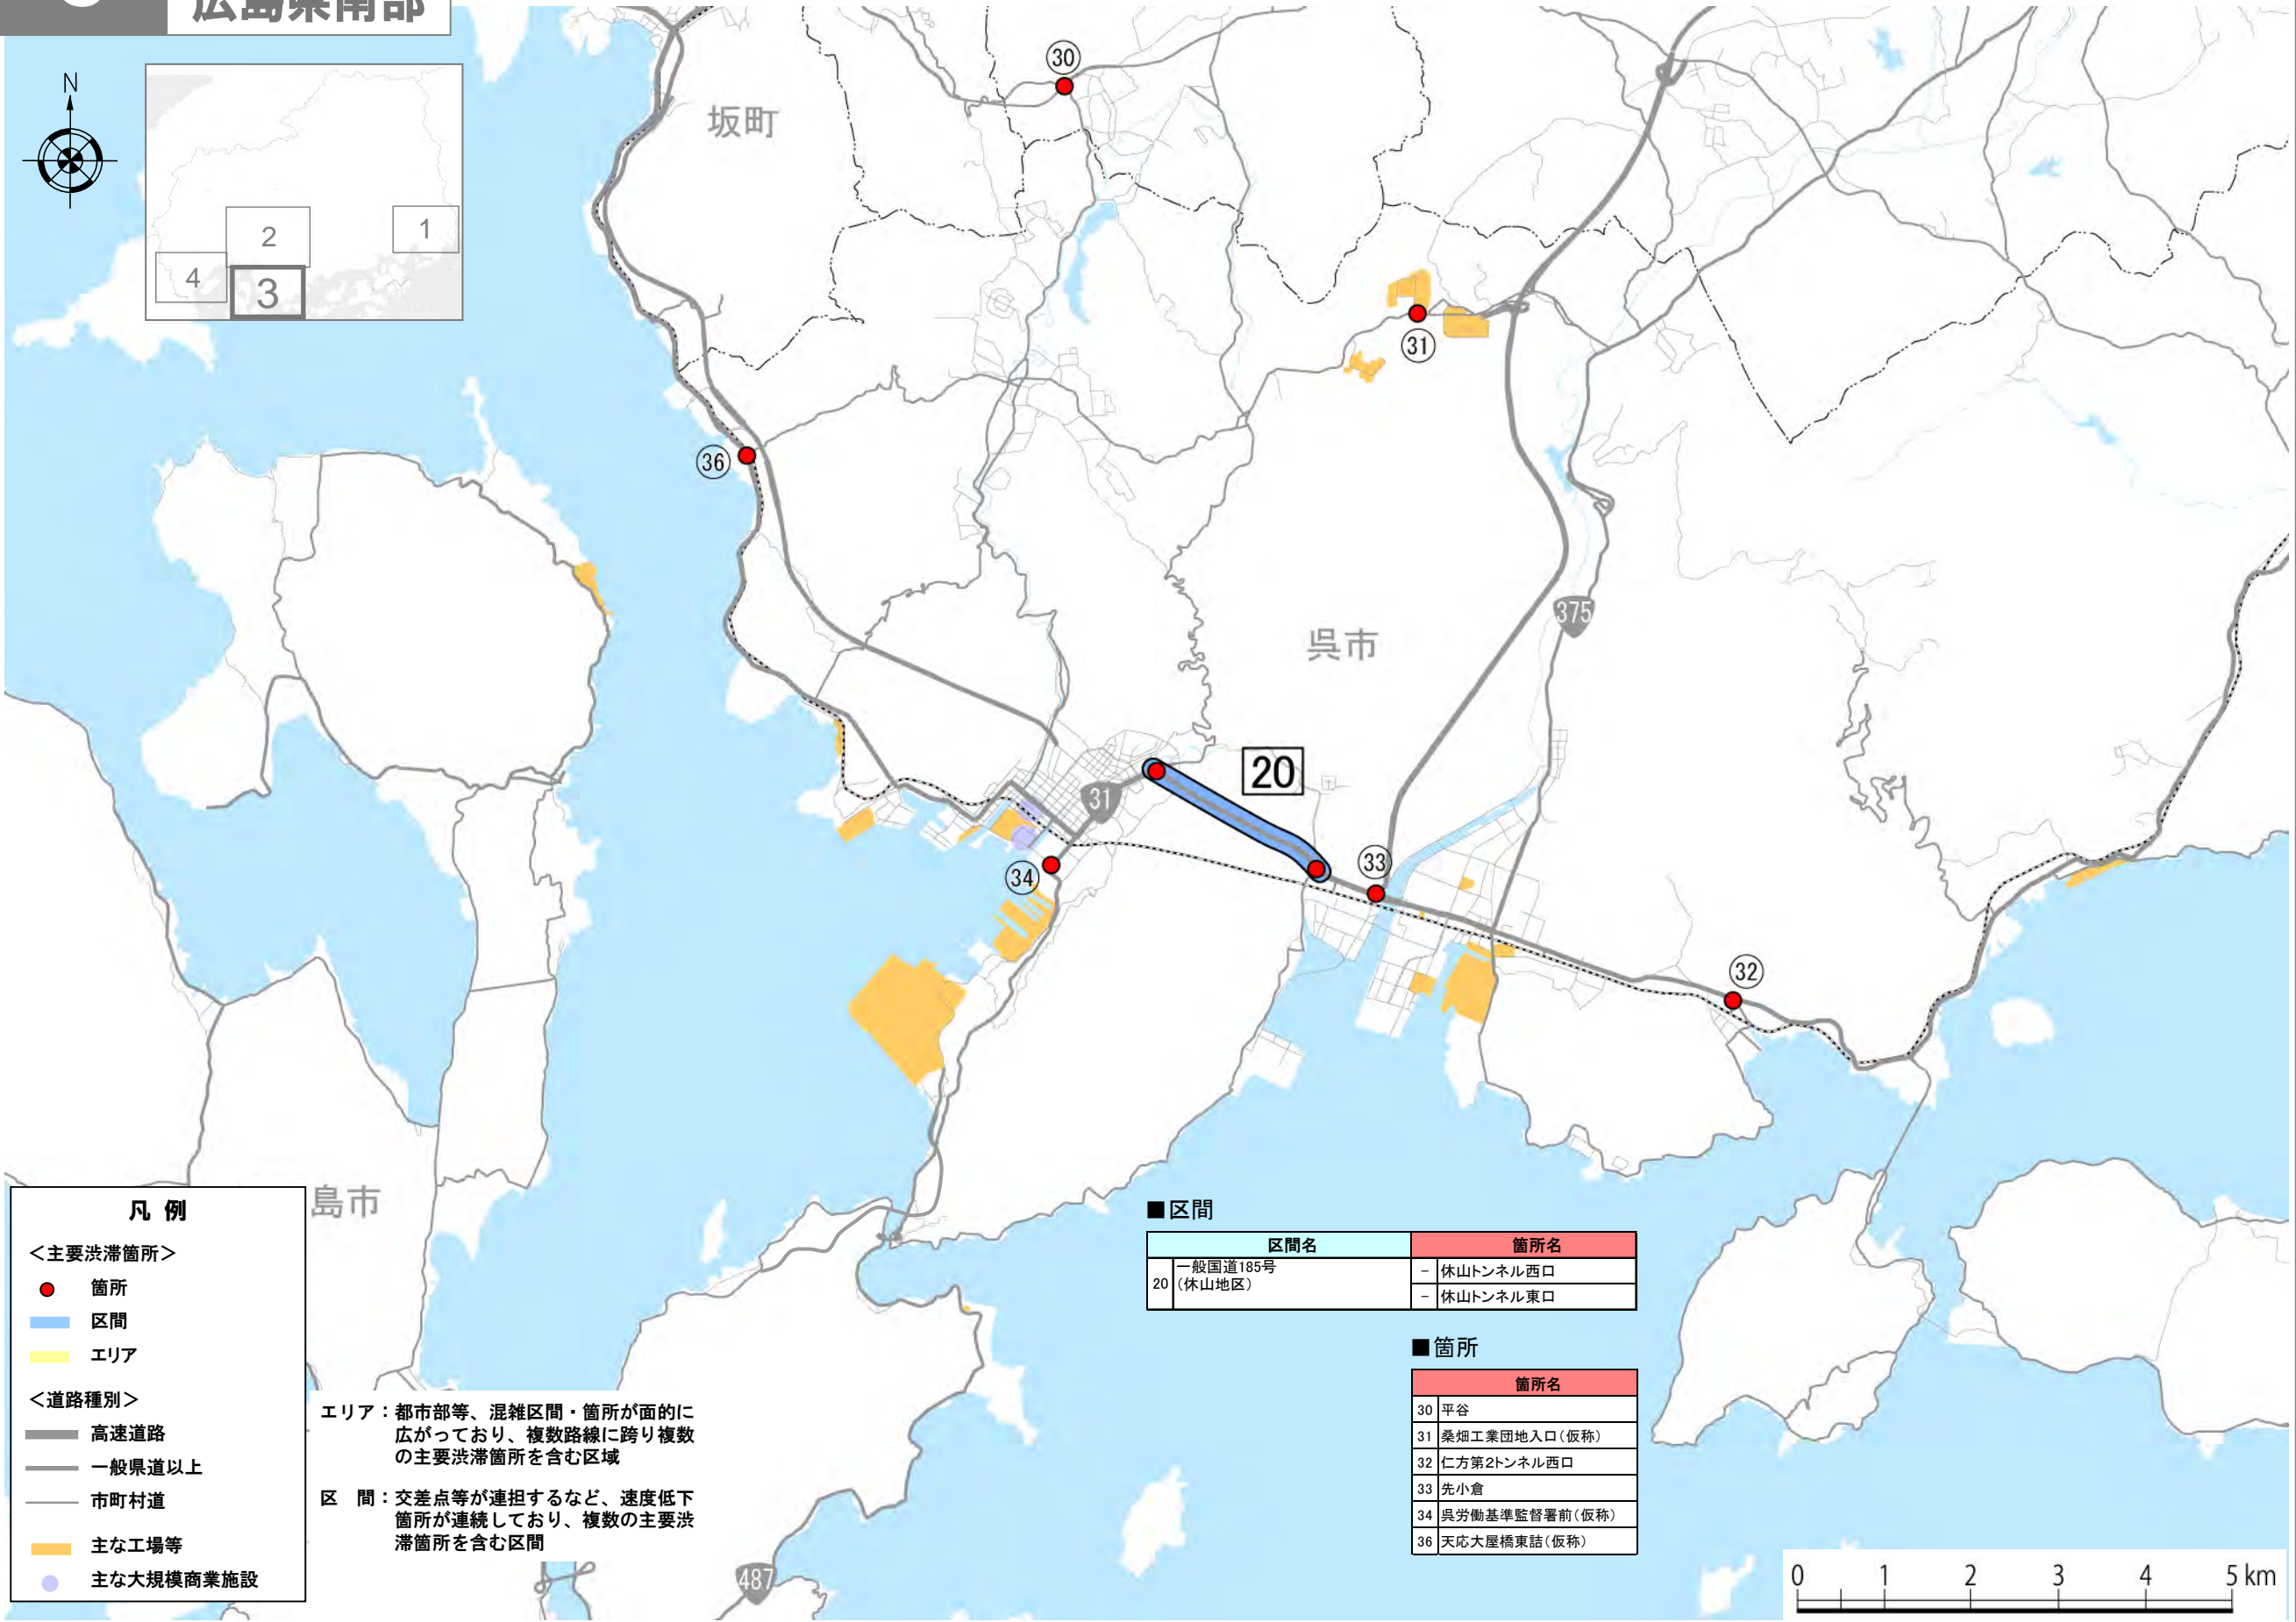 広島県南部
N
1
2
3
4
坂町
30
31
36
375
呉市
20
31
33
34
32
島市
凡 例
＜主要渋滞箇所＞
箇所
区間
エリア
＜道路種別＞
高速道路
一般県道以上
市町村道
主な工場等
主な大規模商業施設
エリア：都市部等、混雑区間・箇所が面的に
広がっており、複数路線に跨り複数
の主要渋滞箇所を含む区域
区　間：交差点等が連担するなど、速度低下
箇所が連続しており、複数の主要渋
滞箇所を含む区間
487
■区間
区間名 箇所名
20 一般国道185号
（休山地区）
- 休山トンネル西口
- 休山トンネル東口
■箇所
箇所名
30 平谷
31 桑畑工業団地入口（仮称）
32 仁方第2トンネル西口
33 先小倉
34 呉労働基準監督署前（仮称）
36 天応大屋橋東詰（仮称）
0 1 2 3 4 5 km